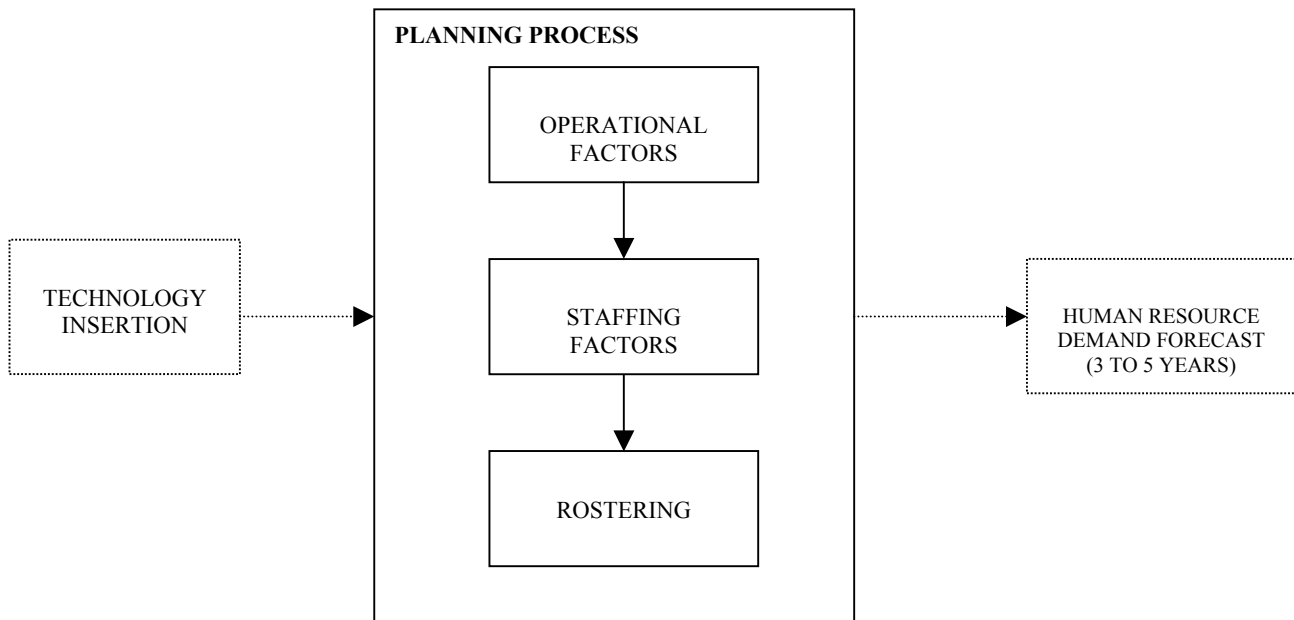 PLANNING PROCESS
OPERATIONAL
FACTORS
TECHNOLOGY
INSERTION
STAFFING
FACTORS
HUMAN RESOURCE
DEMAND FORECAST
(3 TO 5 YEARS)
ROSTERING